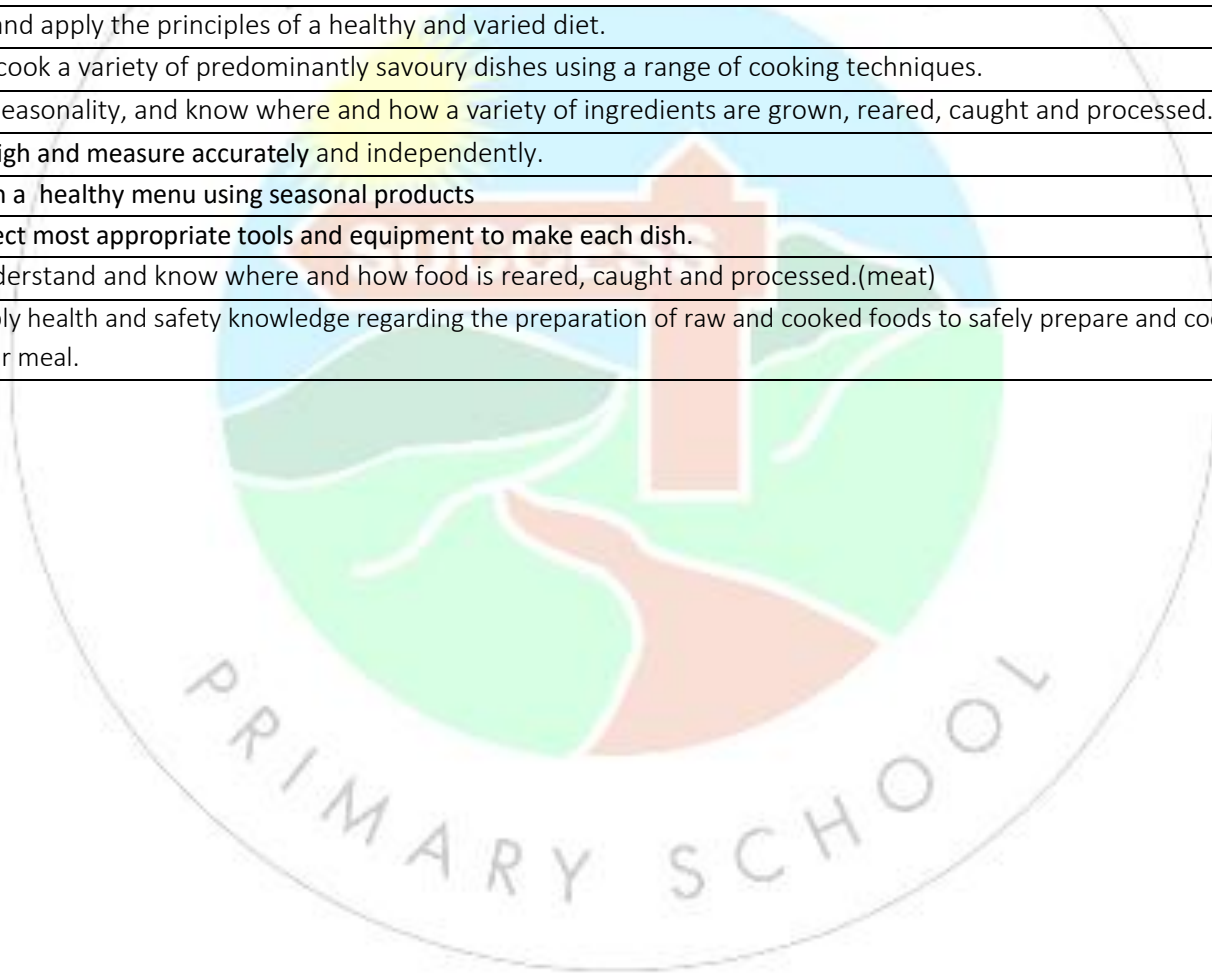 and apply the principles of a healthy and varied diet.
cook a variety of predominantly savoury dishes using a range of cooking techniques.
easonality, and know where and how a variety of ingredients are grown, reared, caught and processed.
igh and measure accurately and independently.
n a  healthy menu using seasonal products
ect most appropriate tools and equipment to make each dish.
derstand and know where and how food is reared, caught and processed.(meat)
ly health and safety knowledge regarding the preparation of raw and cooked foods to safely prepare and co
r meal.
SUCCESS
PRIMARY SCHOOL